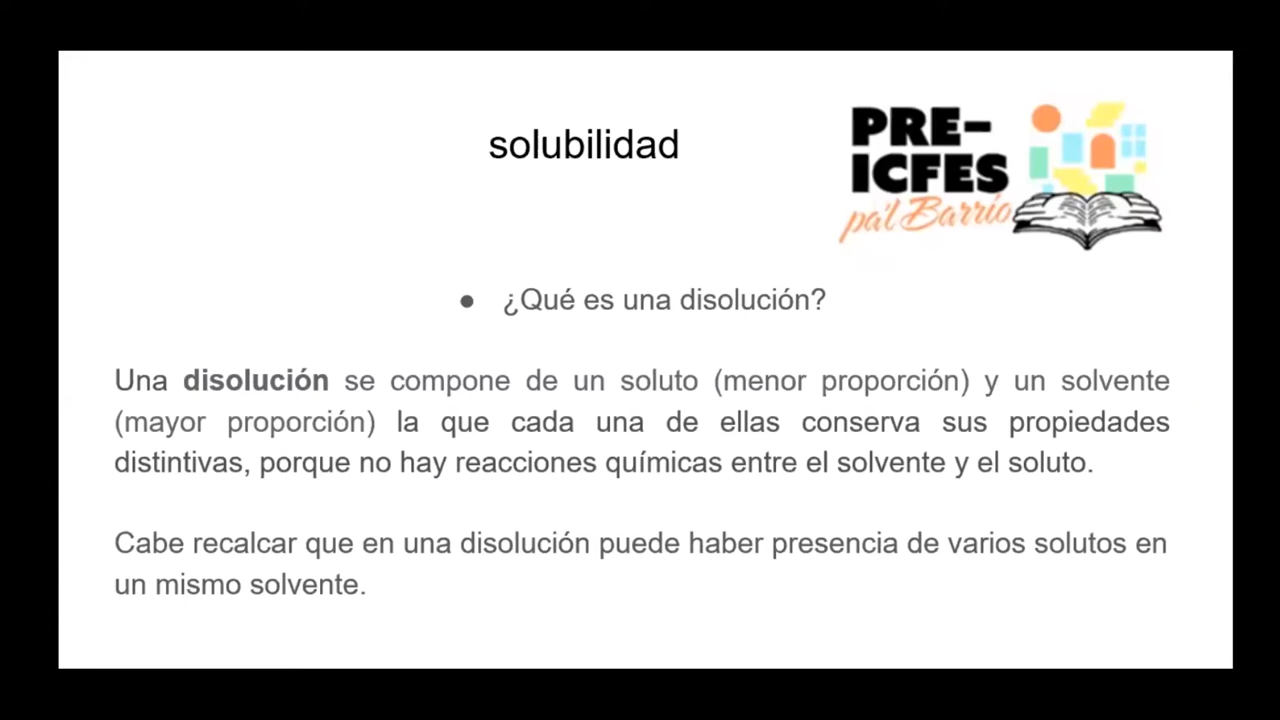 solubilidad
PRE-
ICFES
pa'l Barrio
● ¿Qué es una disolución?
Una disolución se compone de un soluto (menor proporción) y un solvente
(mayor proporción) la que cada una de ellas conserva sus propiedades
distintivas, porque no hay reacciones químicas entre el solvente y el soluto.
Cabe recalcar que en una disolución puede haber presencia de varios solutos en
un mismo solvente.